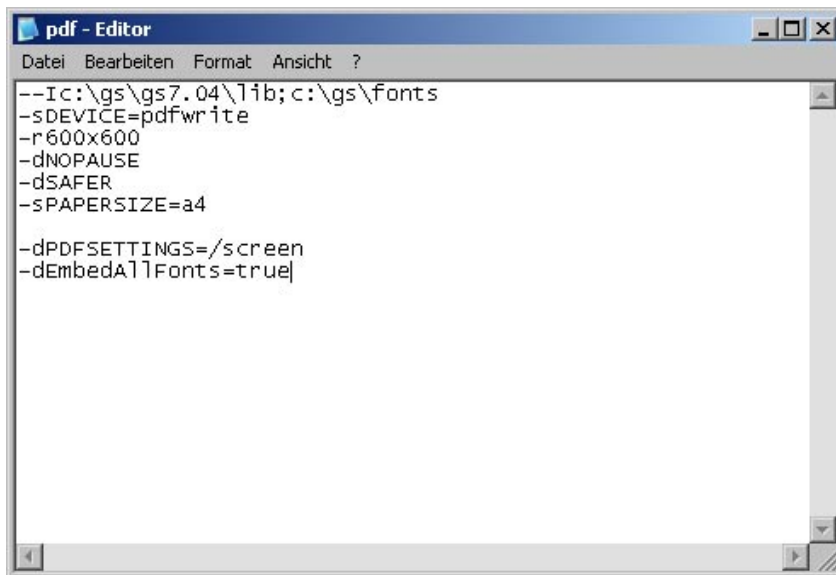 pdf - Editor
Datei Bearbeiten Format Ansicht ?
--Ic:\gs\gs7.04\lib;c:\gs\fonts
-sDEVICE=pdfwrite
-r600x600
-dNOPAUSE
-dSAFER
-sPAPERSIZE=a4
-dPDFSETTINGS=/screen
-dEmbedAllFonts=true